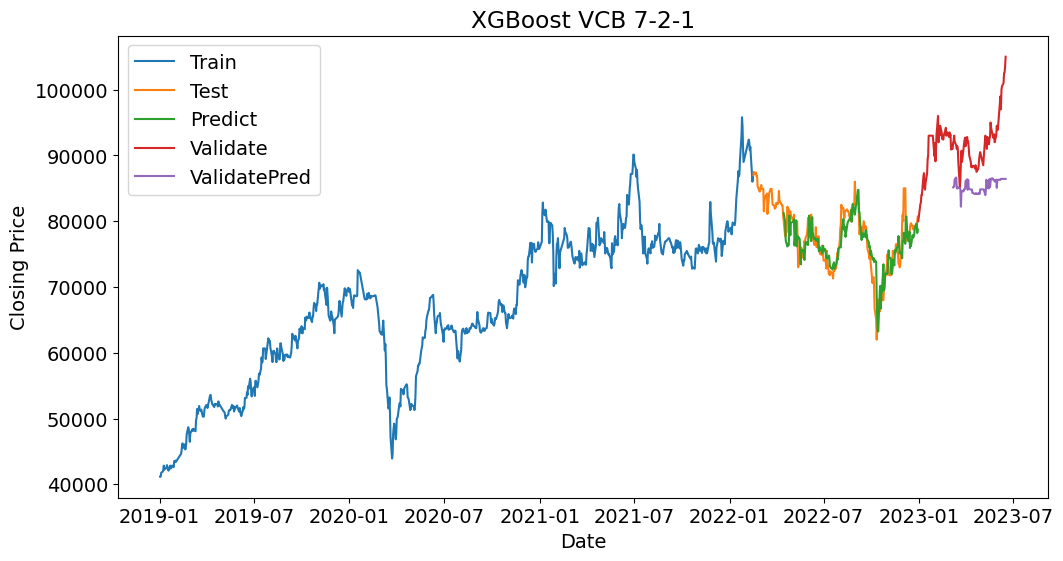 XGBoost VCB 7-2-1
Train
Test
Predict
Validate
ValidatePred
Closing Price
100000
90000
80000
70000
60000
50000
40000
2019-01 2019-07 2020-01 2020-07 2021-01 2021-07 2022-01 2022-07 2023-01 2023-07
Date